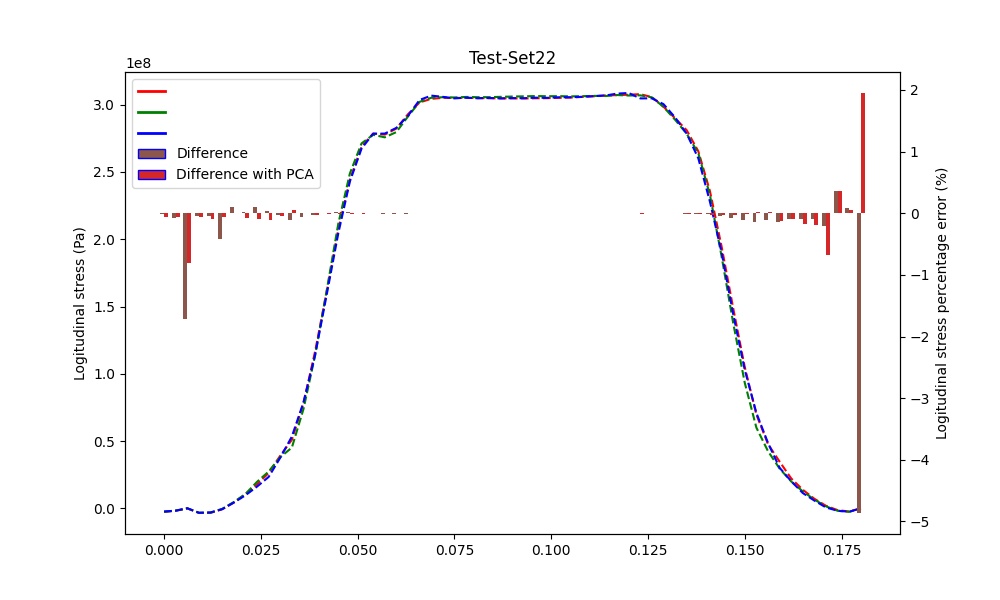 Test-Set22
1e8
Difference
Difference with PCA
3.0
2.5
2.0
1.5
1.0
0.5
0.0
Logitudinal stress (Pa)
2
1
0
−1
−2
−3
−4
−5
Logitudinal stress percentage error (%)
0.000 0.025 0.050 0.075 0.100 0.125 0.150 0.175